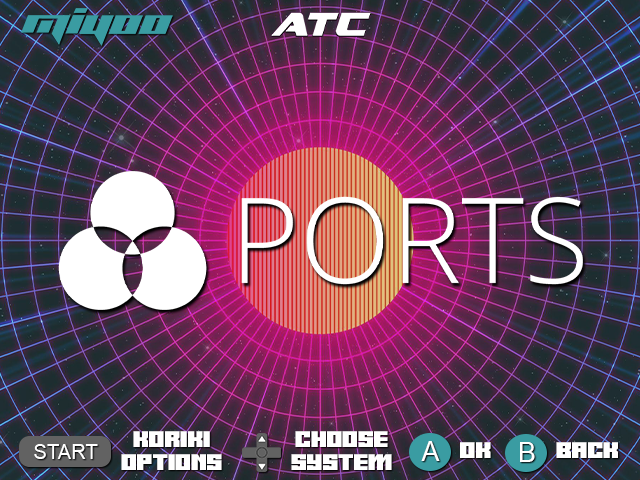 miyoo
ATC
PORTS
START
KORIKI
OPTIONS
CHOOSE
SYSTEM
A
OK
B
BACK